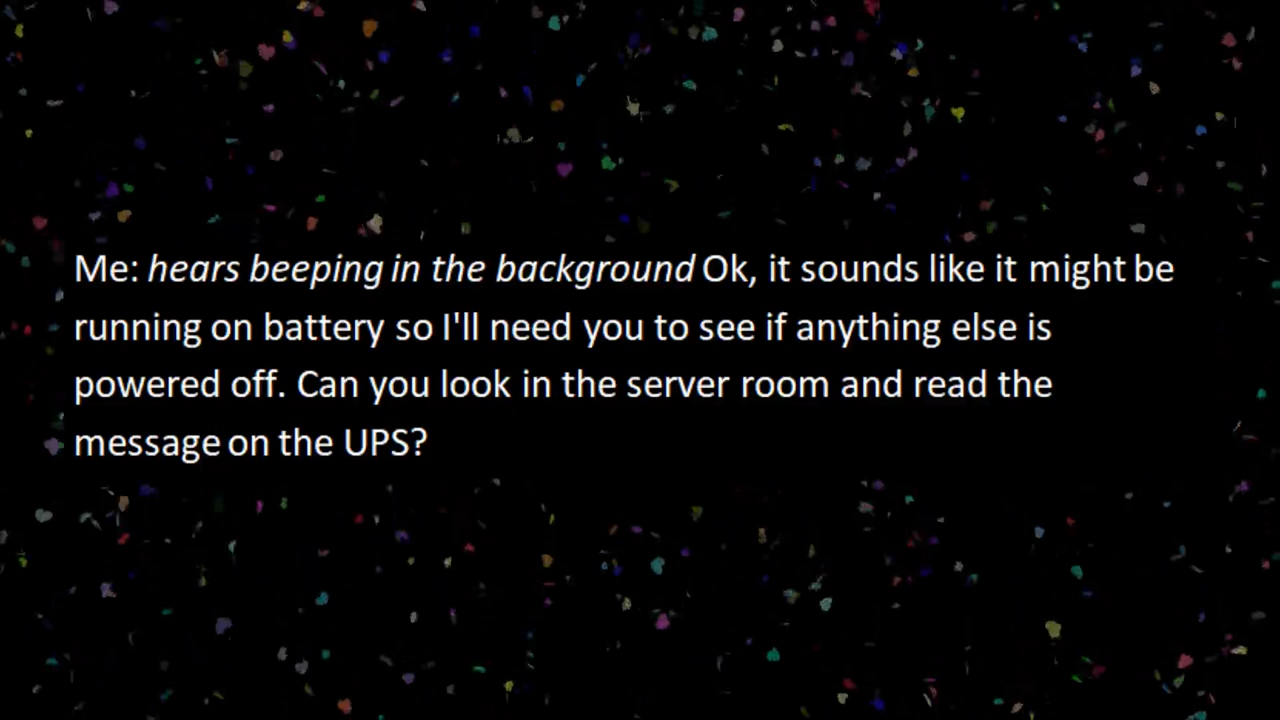 Me: hears beeping in the background Ok, it sounds like it might be
running on battery so I'll need you to see if anything else is
powered off. Can you look in the server room and read the
message on the UPS?